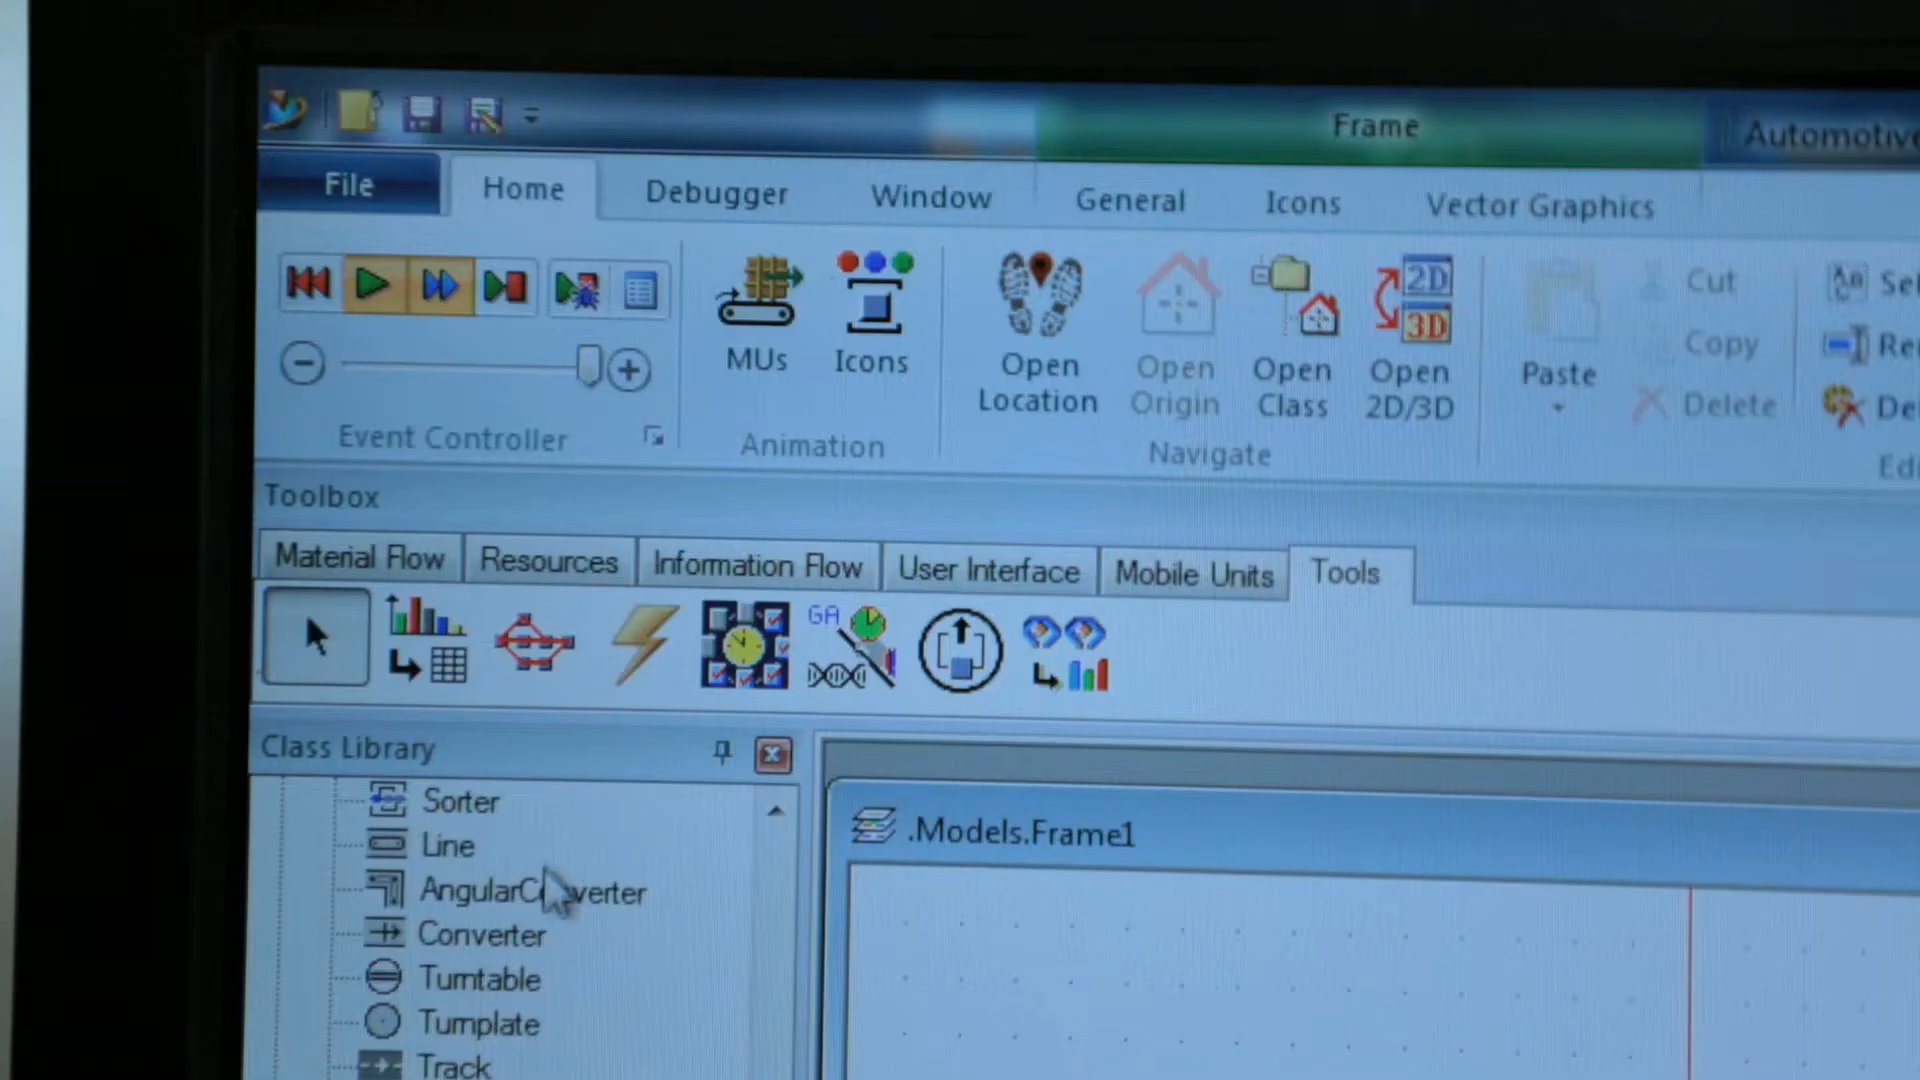 Frame
Automotive
File Home Debugger Window General Icons Vector Graphics
MUs Icons Open Location Open Origin Open Class Open 2D/3D Paste Cut Copy Delete
2D
3D
Event Controller Animation Navigate
Toolbox
Material Flow Resources Information Flow User Interface Mobile Units Tools
GA
Class Library
.Models.Frame1
Sorter
Line
AngularConverter
Converter
Turntable
Turnplate
Track